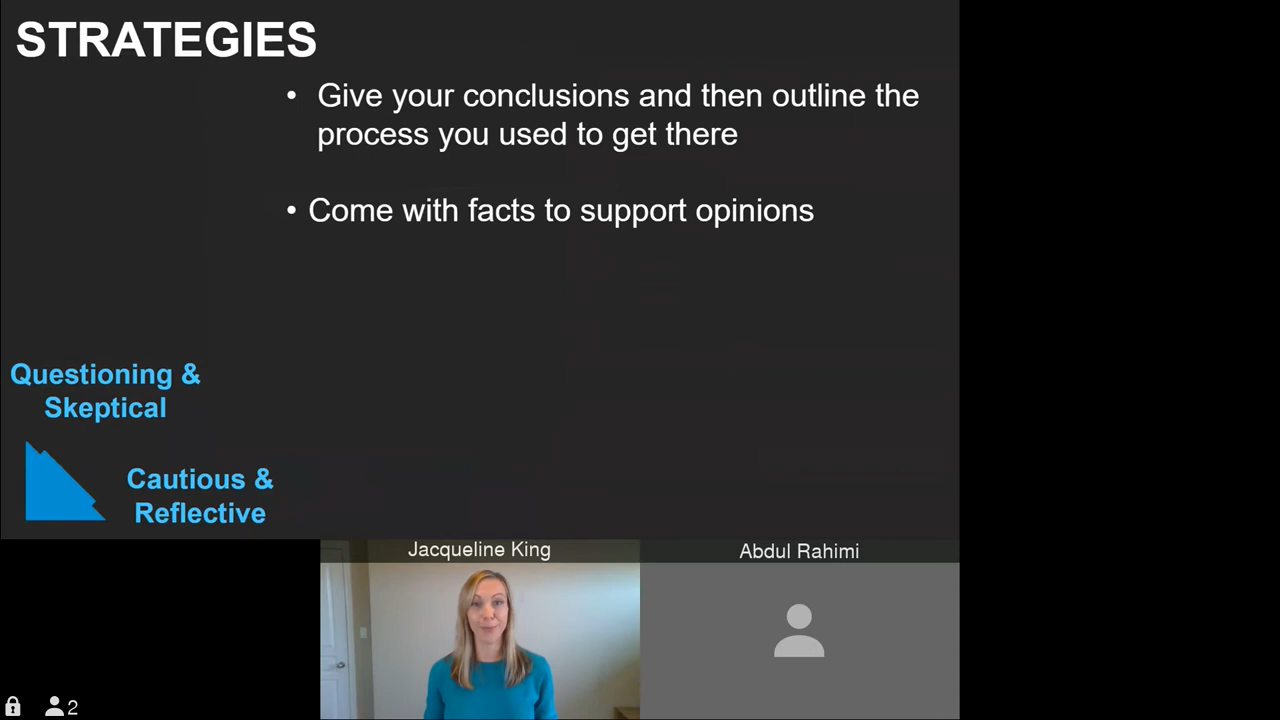 STRATEGIES
• Give your conclusions and then outline the
process you used to get there
• Come with facts to support opinions
Questioning &
Skeptical
Cautious &
Reflective
Jacqueline King
Abdul Rahimi
2